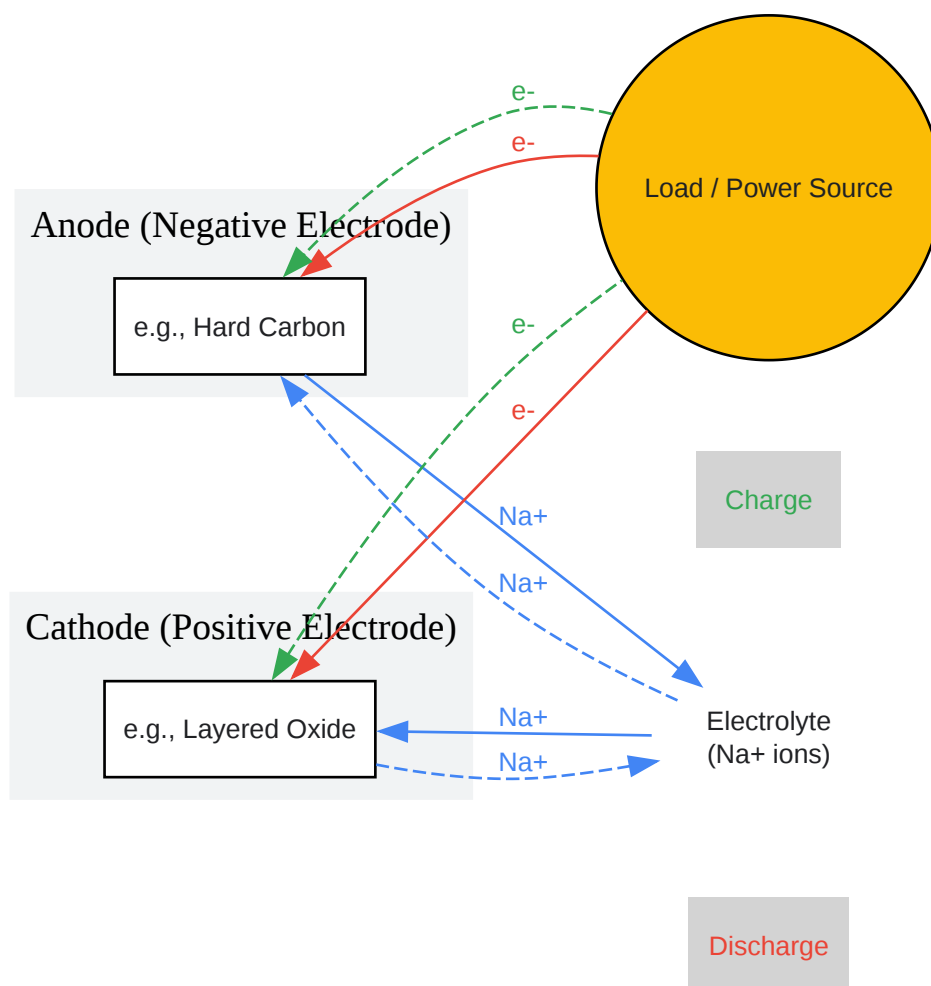 e-
e-
Load / Power Source
Anode (Negative Electrode)
e.g., Hard Carbon
e-
e-
Charge
Na+
Na+
Cathode (Positive Electrode)
e.g., Layered Oxide
Na+
Na+
Electrolyte
(Na+ ions)
Discharge